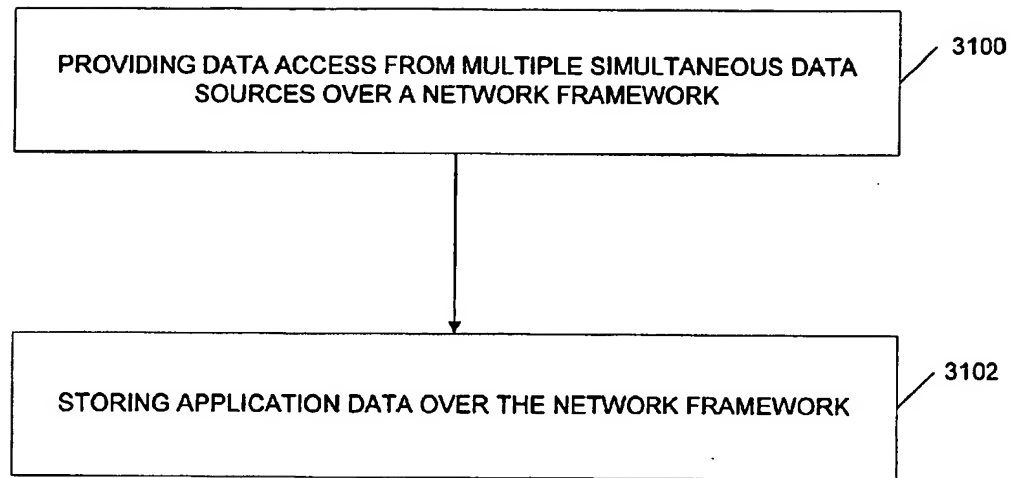 PROVIDING DATA ACCESS FROM MULTIPLE SIMULTANEOUS DATA
SOURCES OVER A NETWORK FRAMEWORK
3100
STORING APPLICATION DATA OVER THE NETWORK FRAMEWORK
3102